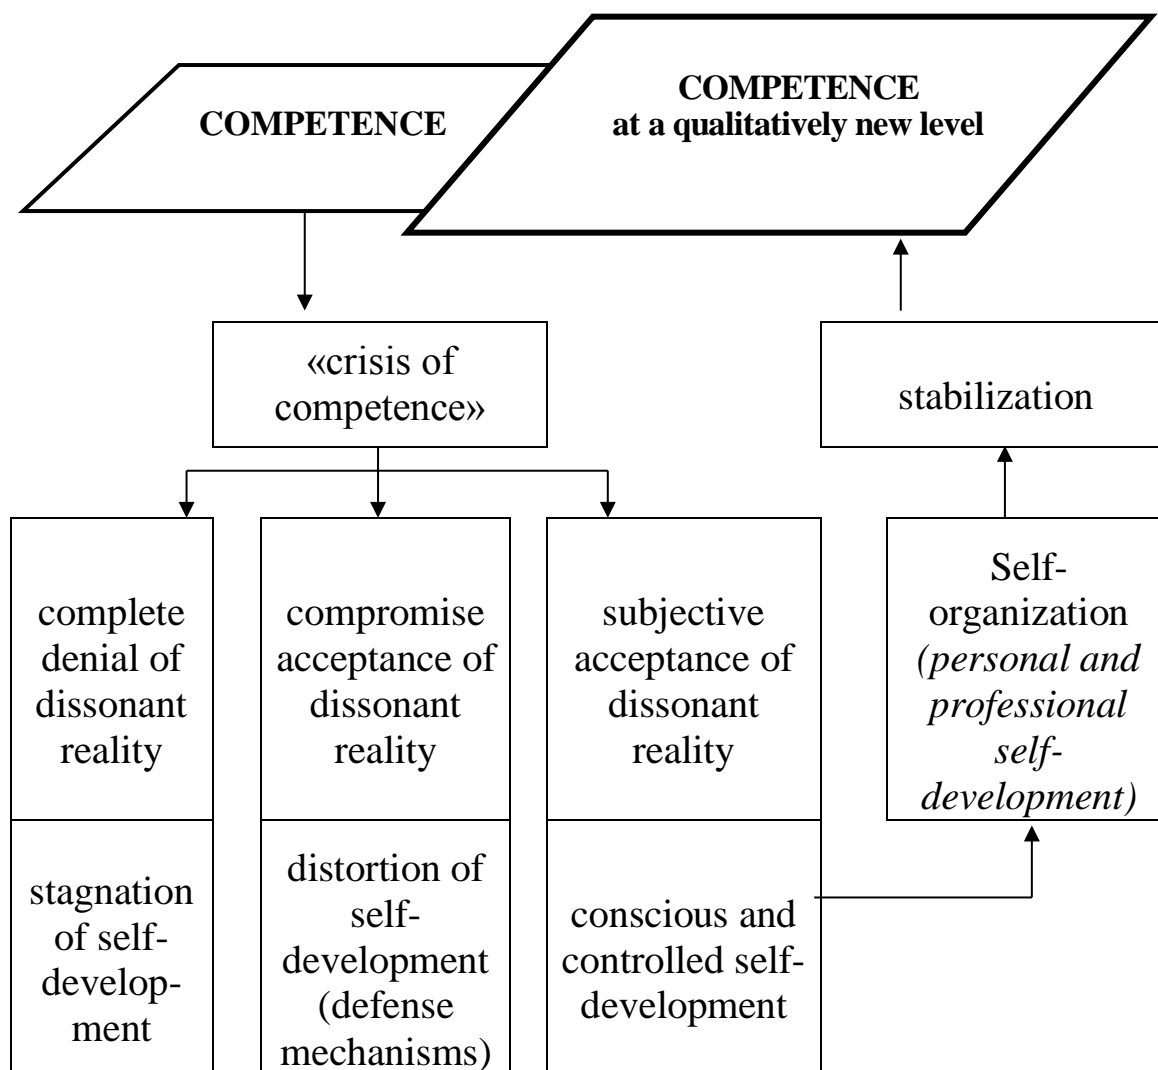 COMPETENCE
COMPETENCE
at a qualitatively new level
«crisis of
competence»
stabilization
complete
denial of
dissonant
reality
compromise
acceptance of
dissonant
reality
subjective
acceptance of
dissonant
reality
Self-
organization
(personal and
professional
self-
development)
stagnation
of self-
develop-
ment
distortion of
self-
development
(defense
mechanisms)
conscious and
controlled self-
development